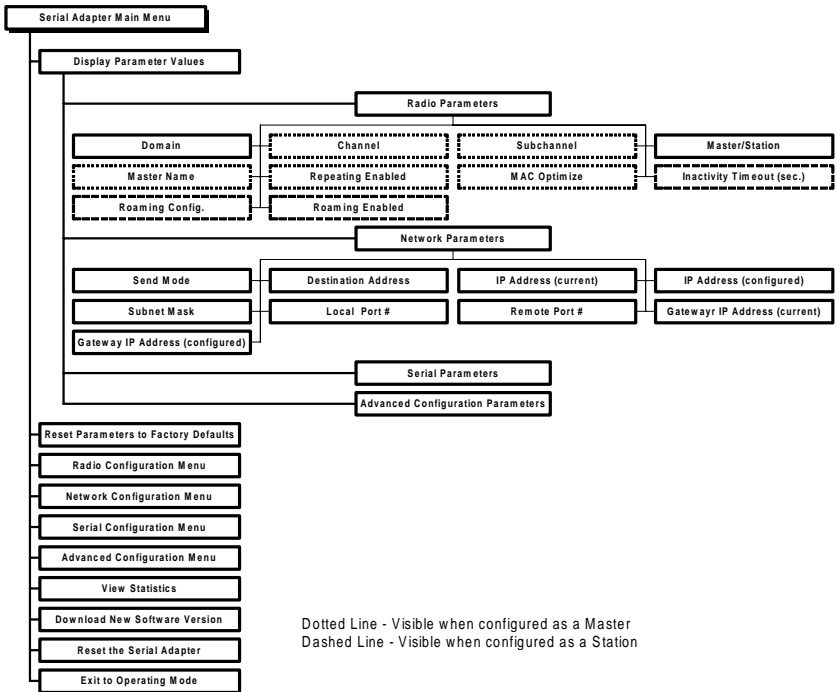 Serial Adapter Main Menu
Display Parameter Values
Radio Parameters
Domain
Channel
Subchannel
Master/Station
Master Name
Repeating Enabled
MAC Optimize
Inactivity Timeout (sec.)
Roaming Config.
Roaming Enabled
Network Parameters
Send Mode
Destination Address
IP Address (current)
IP Address (configured)
Subnet Mask
Local Port #
Remote Port #
Gatewayr IP Address (current)
Gateway IP Address (configured)
Serial Parameters
Advanced Configuration Parameters
Reset Parameters to Factory Defaults
Radio Configuration Menu
Network Configuration Menu
Serial Configuration Menu
Advanced Configuration Menu
View Statistics
Download New Software Version
Reset the Serial Adapter
Exit to Operating Mode
Dotted Line - Visible when configured as a Master
Dashed Line - Visible when configured as a Station